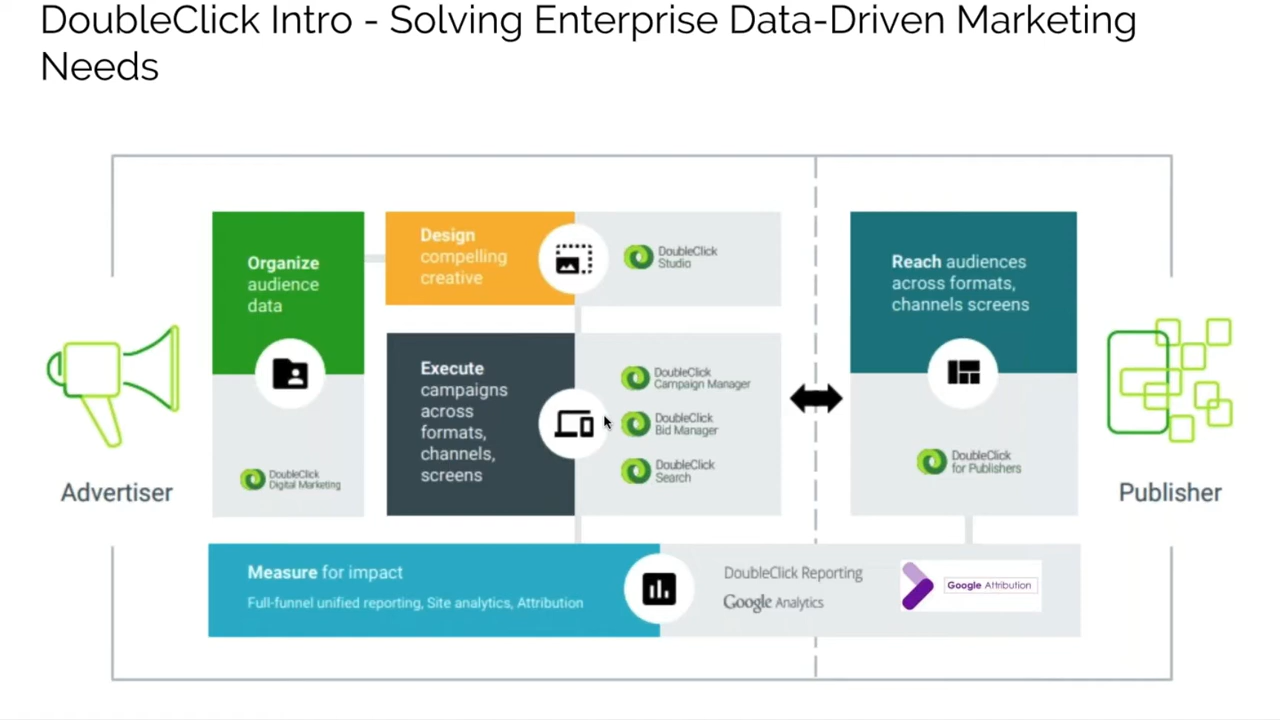 DoubleClick Intro - Solving Enterprise Data-Driven Marketing
Needs
Advertiser
Organize
audience
data
DoubleClick
Digital Marketing
Design
compelling
creative
DoubleClick
Studio
Execute
campaigns
across
formats,
channels,
screens
DoubleClick
Campaign Manager
DoubleClick
Bid Manager
DoubleClick
Search
Reach audiences
across formats,
channels screens
DoubleClick
for Publishers
Publisher
Measure for impact
Full-funnel unified reporting, Site analytics, Attribution
DoubleClick Reporting
Google Analytics
Google Attribution